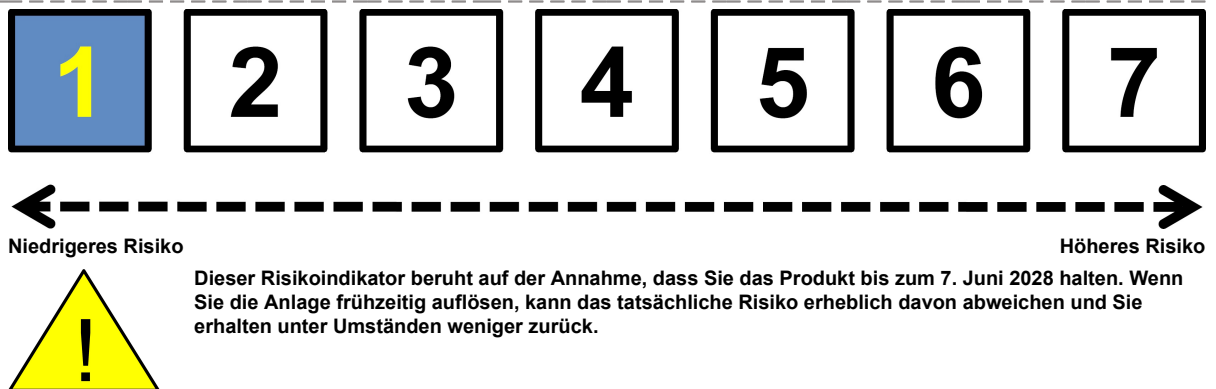 1 2 3 4 5 6 7
Niedrigeres Risiko Höheres Risiko
Dieser Risikoindikator beruht auf der Annahme, dass Sie das Produkt bis zum 7. Juni 2028 halten. Wenn
Sie die Anlage frühzeitig auflösen, kann das tatsächliche Risiko erheblich davon abweichen und Sie
erhalten unter Umständen weniger zurück.
!